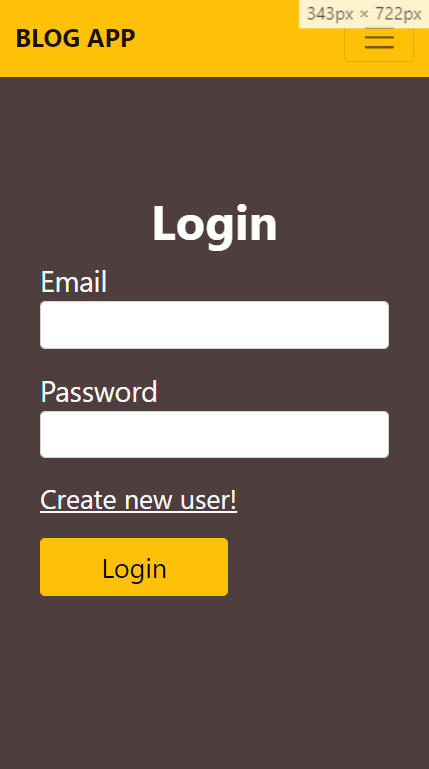 343px × 722px
BLOG APP
Login
Email
Password
Create new user!
Login